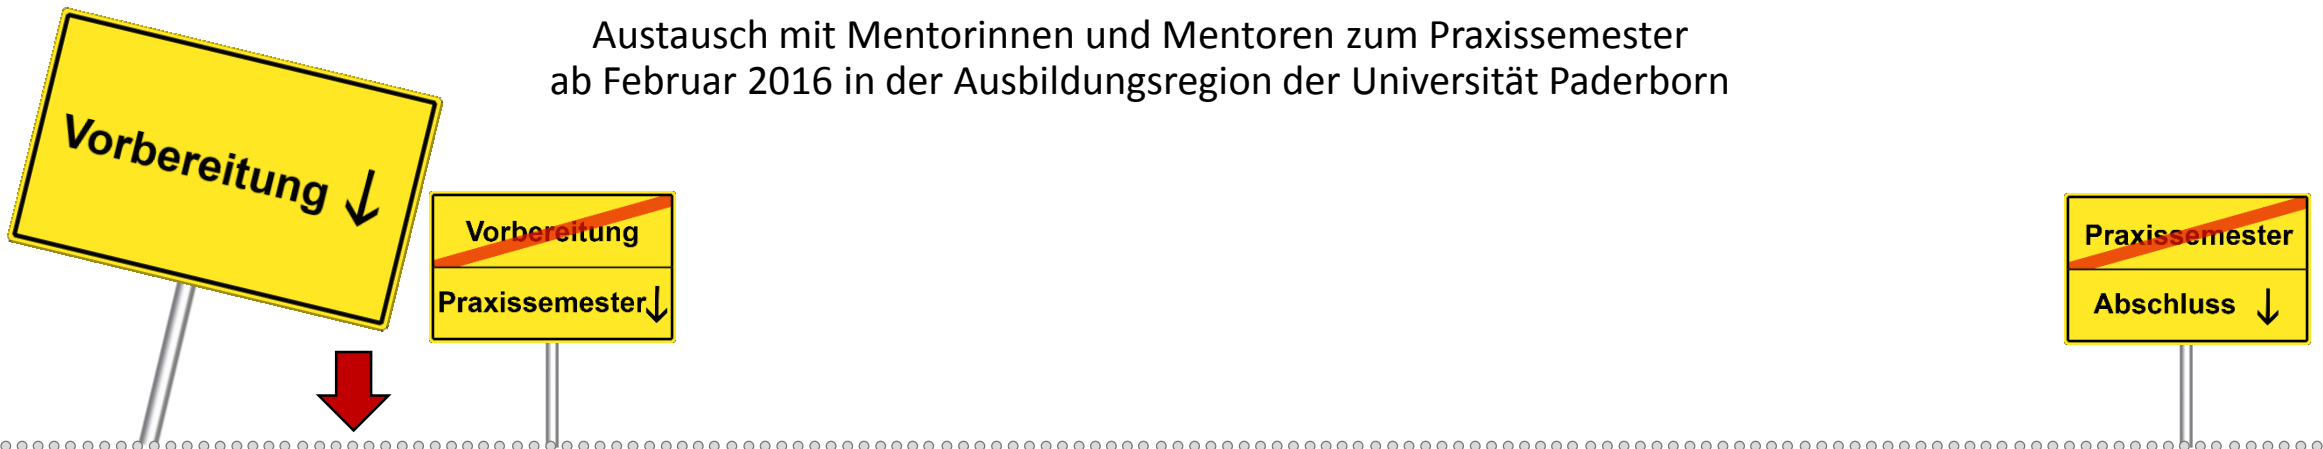 Austausch mit Mentorinnen und Mentoren zum Praxissemester
ab Februar 2016 in der Ausbildungsregion der Universität Paderborn
Vorbereitung ↓
Vorbereitung
Praxissemester↓
Praxissemester
Abschluss ↓